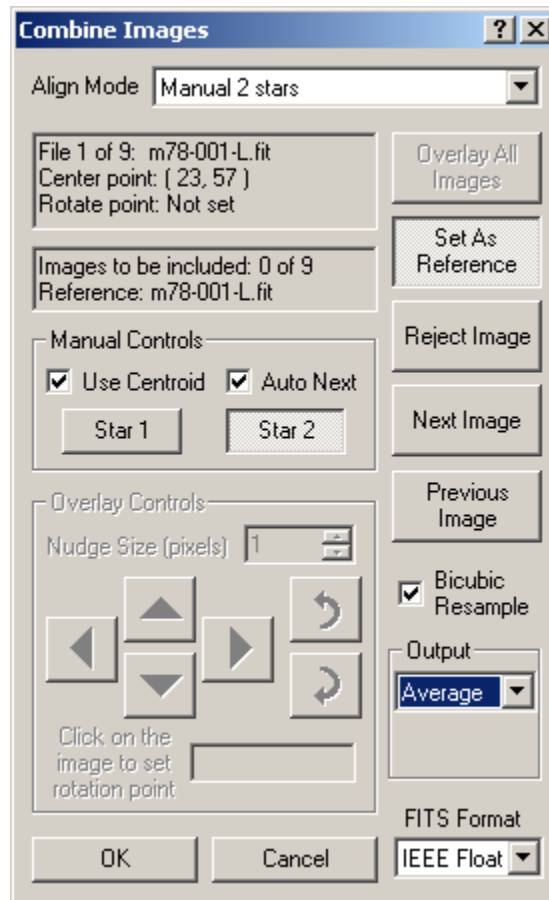 Combine Images
Align Mode
Manual 2 stars
File 1 of 9: m78-001-L.fit
Center point: ( 23, 57 )
Rotate point: Not set
Overlay All
Images
Images to be included: 0 of 9
Reference: m78-001-L.fit
Set As
Reference
Manual Controls
Use Centroid
Auto Next
Star 1
Star 2
Reject Image
Next Image
Previous
Image
Overlay Controls
Nudge Size (pixels)
1
Click on the
image to set
rotation point
Bicubic
Resample
Output
Average
FITS Format
IEEE Float
OK
Cancel